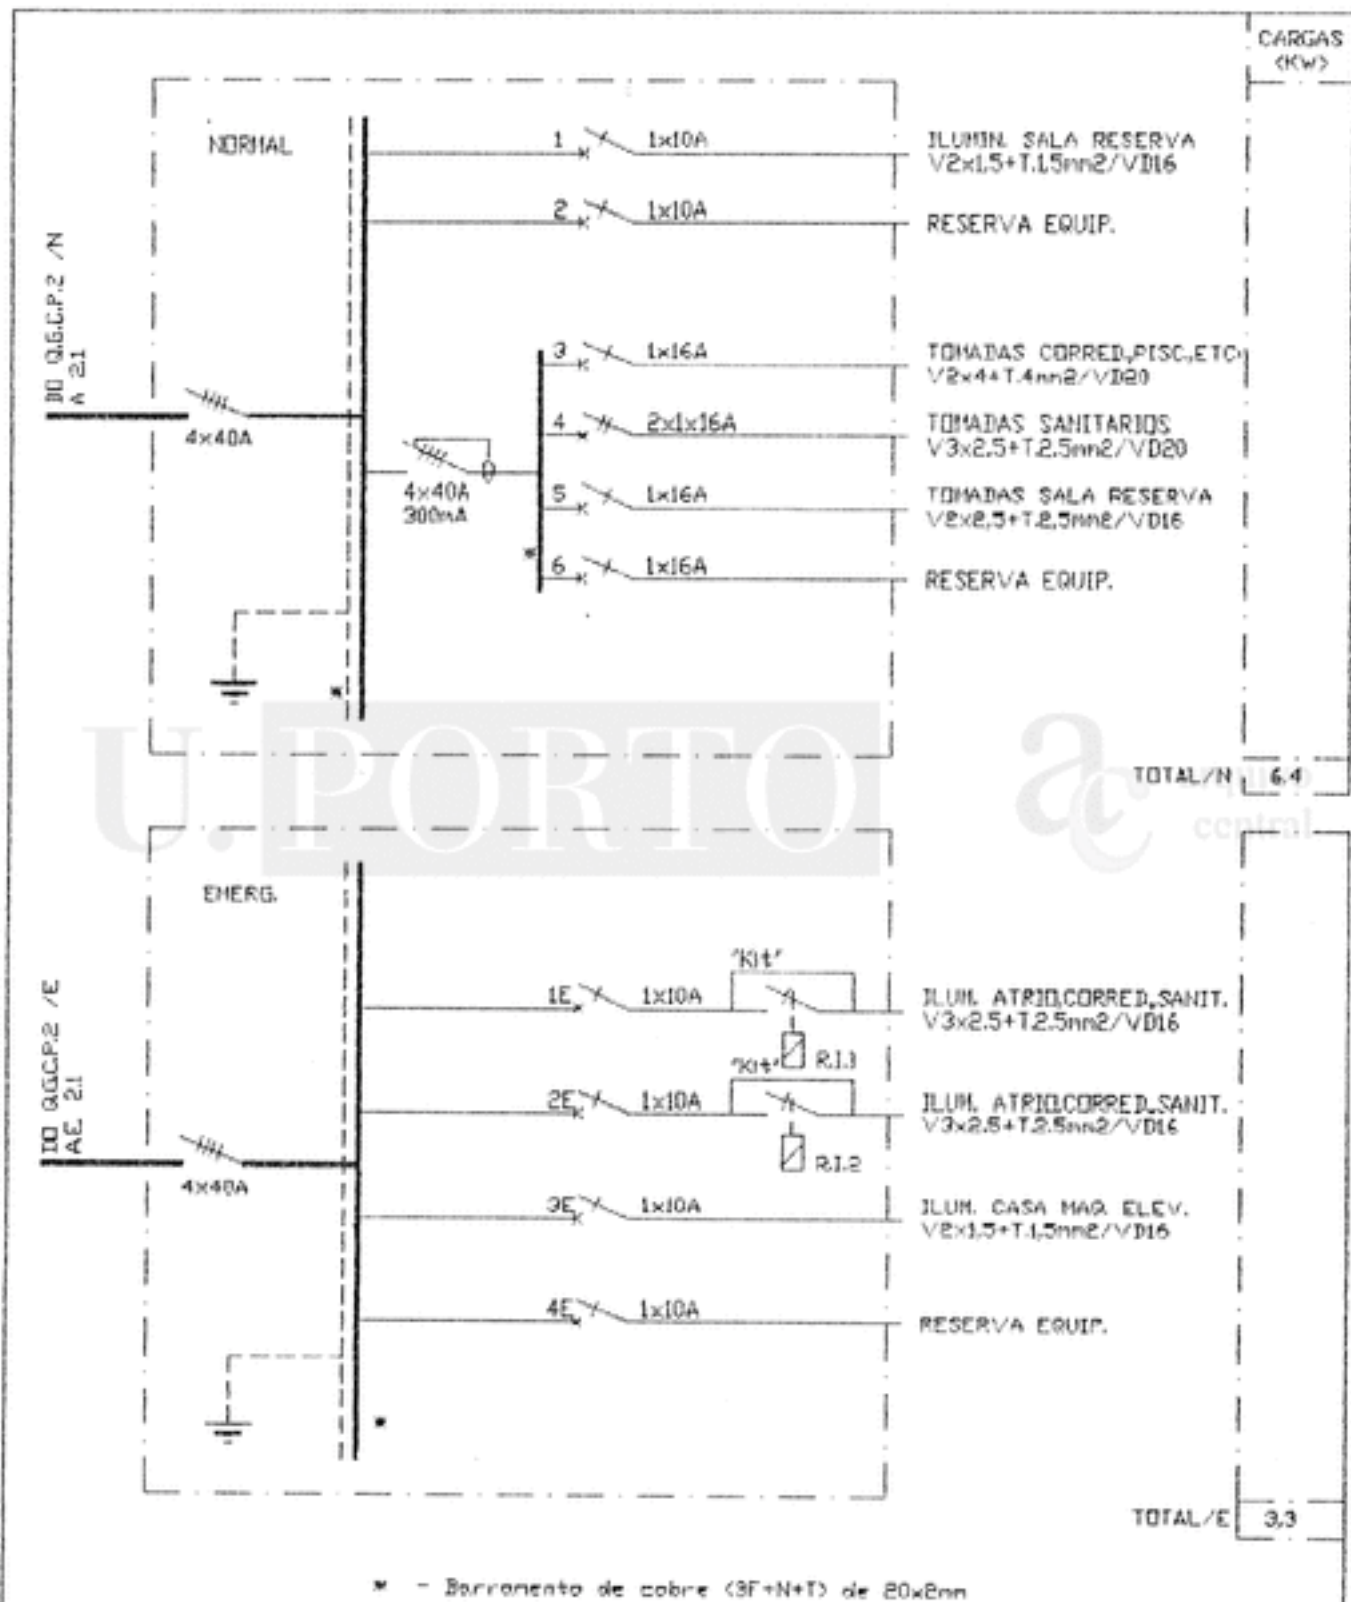 CARGAS
(KW)
NORMAL
1 1x10A
ILUMIN. SALA RESERVA
V2x1.5+T.1.5mm2/VD16
2 1x10A
RESERVA EQUIP.
DO Q.G.C.P.2 /N
A 2.1
4x40A
4x40A
300mA
3 1x16A
TOMADAS CORRED.,PISC.,ETC.
V2x4+T.4mm2/VD20
4 2x1x16A
TOMADAS SANITARIOS
V3x2.5+T.2.5mm2/VD20
5 1x16A
TOMADAS SALA RESERVA
V2x2,5+T.2,5mm2/VD16
*
6 1x16A
RESERVA EQUIP.
*
U. PORTO
ac arquivo
central
TOTAL/N 6.4
EMERG.
"Kit"
1E 1x10A
ILUM. ATRIO,CORRED.,SANIT.
V3x2.5+T.2.5mm2/VD16
R.I.1
"Kit"
2E 1x10A
ILUM. ATRIO,CORRED.,SANIT.
V3x2.5+T.2.5mm2/VD16
R.I.2
DO Q.G.C.P.2 /E
AE 2.1
4x40A
3E 1x10A
ILUM. CASA MAQ. ELEV.
V2x1,5+T.1,5mm2/VD16
4E 1x10A
RESERVA EQUIP.
*
TOTAL/E 3,3
* - Barramento de cobre (3F+N+T) de 20x2mm